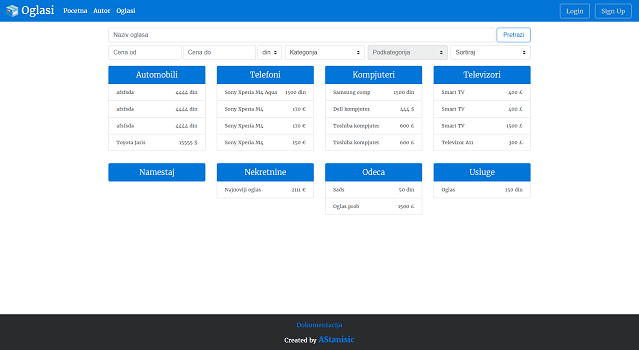 Oglasi Pocetna Autor Oglasi Login Sign Up
Naziv oglasa Pretrazi
Cena od Cena do din Kategorija Podkategorija Sortiraj
Automobili Telefoni Kompjuteri Televizori
afsfsda 4444 din Sony Xperia M4 Aqua 1500 din Samsung comp 1500 din Smart TV 400 £
afsfsda 4444 din Sony Xperia M4 170 € Dell kompjuter 444 $ Smart TV 400 £
afsfsda 4444 din Sony Xperia M4 170 € Toshiba kompjuter 600 £ Smart TV 1500 £
Toyota Jaris 15555 $ Sony Xperia M4 150 € Toshiba kompjuter 600 £ Televizor A11 300 £
Namestaj Nekretnine Odeca Usluge
Najnoviji oglas 2111 € Sads 50 din Oglas 150 din
Oglas prob 1500 £
Dokumentacija
Created by AStanisic